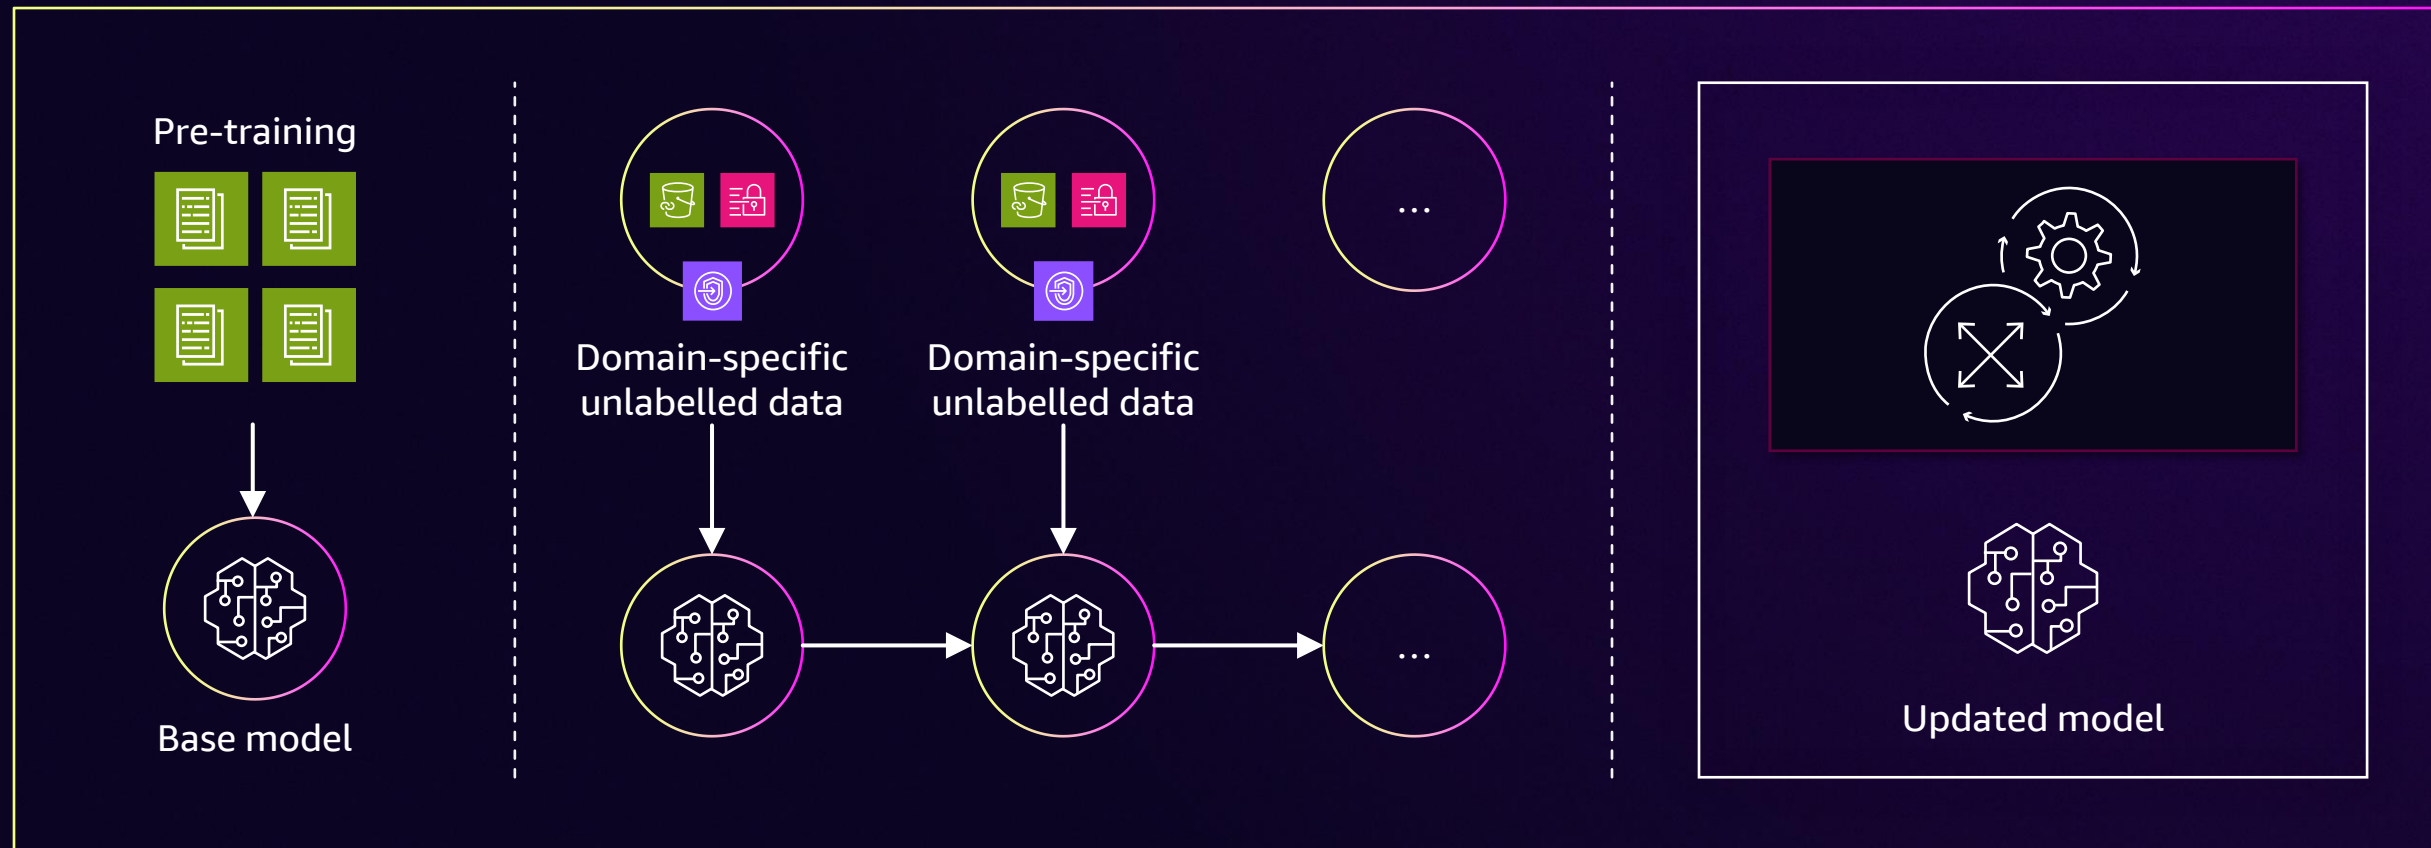 Pre-training
Base model
Domain-specific
unlabelled data
Domain-specific
unlabelled data
...
...
Updated model